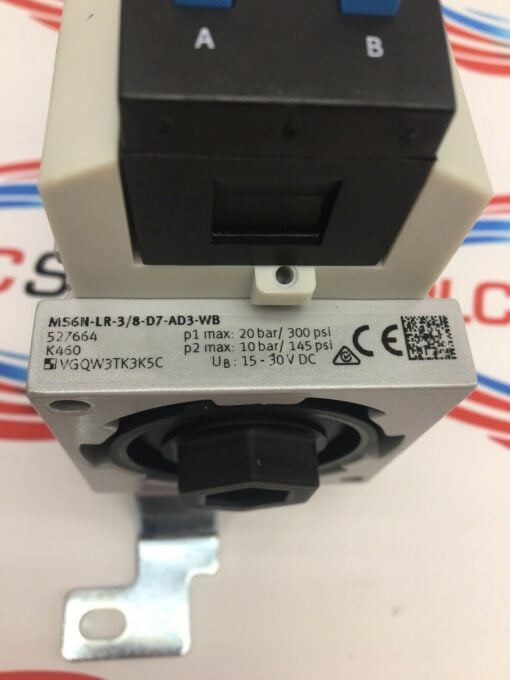 A B
MS6N-LR-3/8-D7-AD3-WB
527664 p1 max: 20 bar/ 300 psi
K460 p2 max: 10 bar/ 145 psi
VGQW3TK3K5C UB: 15 - 30 V DC
CE